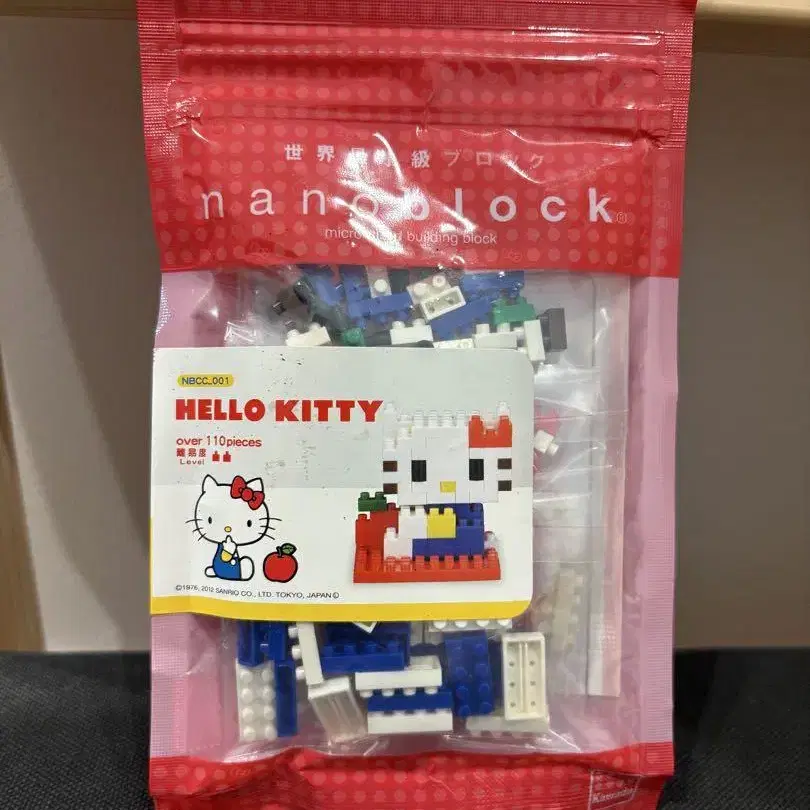 世界最小級ブロック
nanoblock®
micro-sized building block
NBCC_001
HELLO KITTY
over 110pieces
難易度
Level
©1976, 2012 SANRIO CO., LTD. TOKYO, JAPAN Ⓒ
Kawada